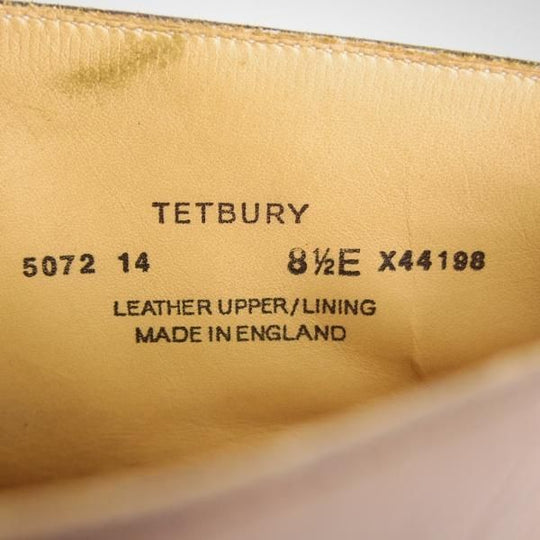 TETBURY
5072 14 8½E X44198
LEATHER UPPER/LINING
MADE IN ENGLAND